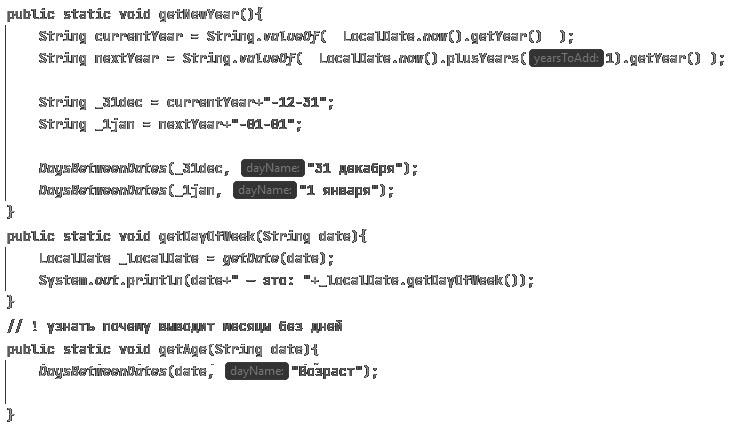 public static void getNewYear(){
String currentYear = String.valueOf( LocalDate.now().getYear() );
String nextYear = String.valueOf( LocalDate.now().plusYears( yearsToAdd: 1).getYear() );
String _31dec = currentYear+"-12-31";
String _1jan = nextYear+"-01-01";
DaysBetweenDates(_31dec, dayName: "31 декабря");
DaysBetweenDates(_1jan, dayName: "1 января");
}
public static void getDayOfWeek(String date){
LocalDate _localDate = getDate(date);
System.out.println(date+" — это: "+_localDate.getDayOfWeek());
}
// ! узнать почему выводит месяцы без дней
public static void getAge(String date){
DaysBetweenDates(date, dayName: "Возраст");
}